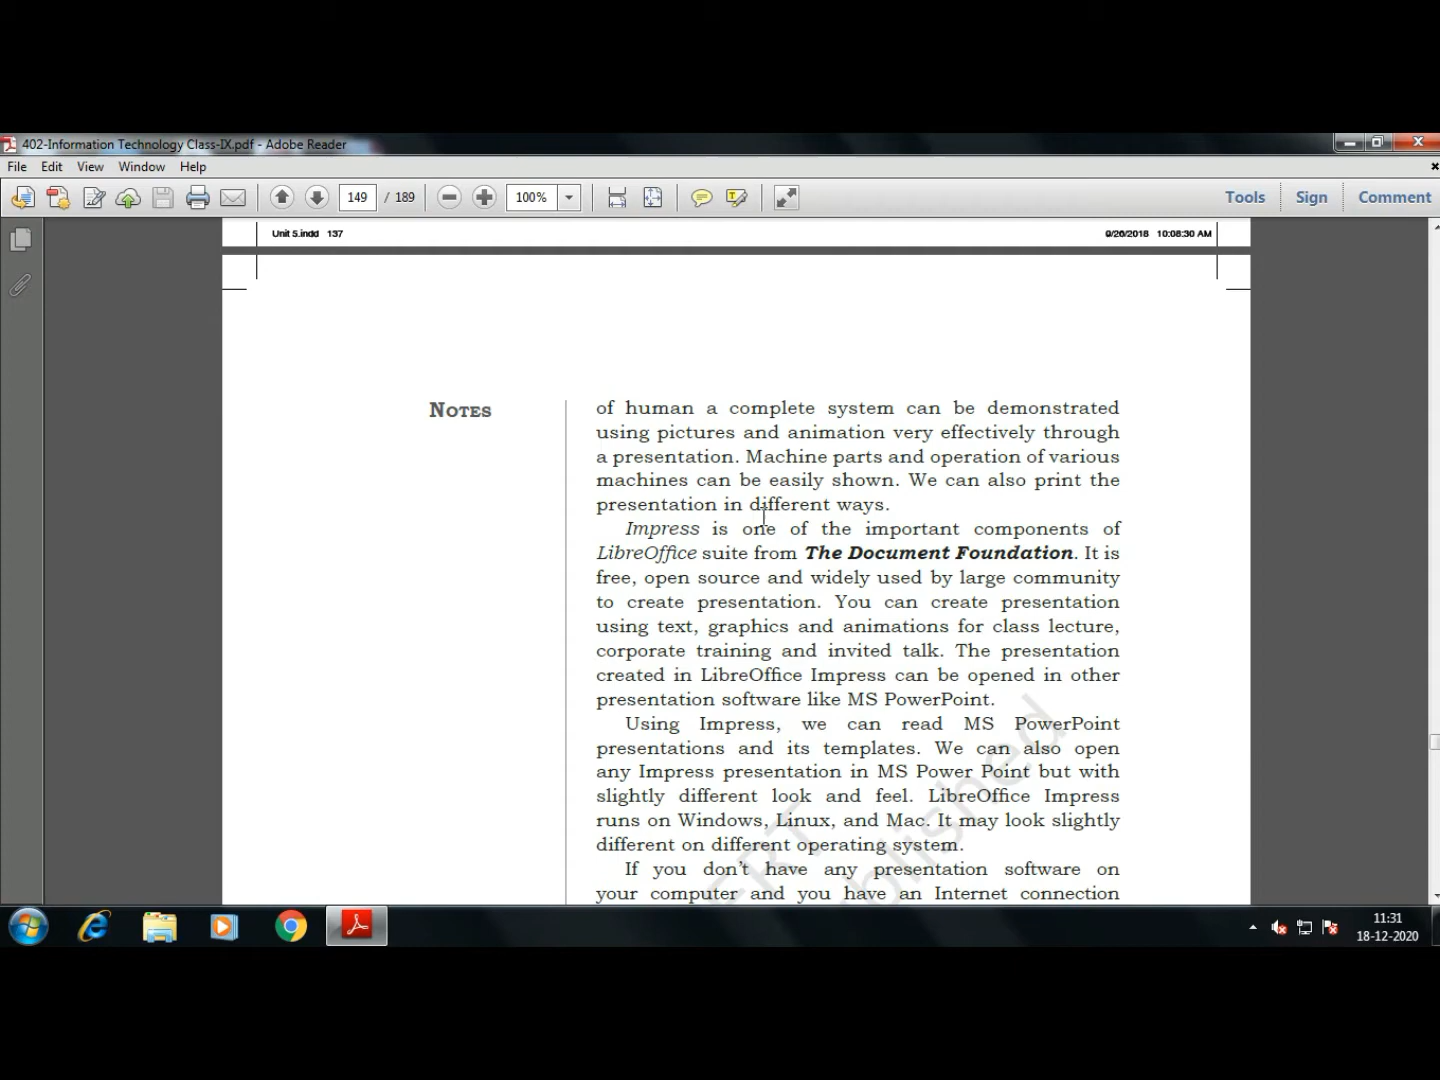 402-Information Technology Class-IX.pdf - Adobe Reader
File Edit View Window Help
149 / 189 100% Tools Sign Comment
Unit 5.indd 137 9/26/2018 10:08:30 AM
NOTES
of human a complete system can be demonstrated
using pictures and animation very effectively through
a presentation. Machine parts and operation of various
machines can be easily shown. We can also print the
presentation in different ways.
Impress is one of the important components of
LibreOffice suite from The Document Foundation. It is
free, open source and widely used by large community
to create presentation. You can create presentation
using text, graphics and animations for class lecture,
corporate training and invited talk. The presentation
created in LibreOffice Impress can be opened in other
presentation software like MS PowerPoint.
Using Impress, we can read MS PowerPoint
presentations and its templates. We can also open
any Impress presentation in MS Power Point but with
slightly different look and feel. LibreOffice Impress
runs on Windows, Linux, and Mac. It may look slightly
different on different operating system.
If you don't have any presentation software on
your computer and you have an Internet connection
11:31
18-12-2020